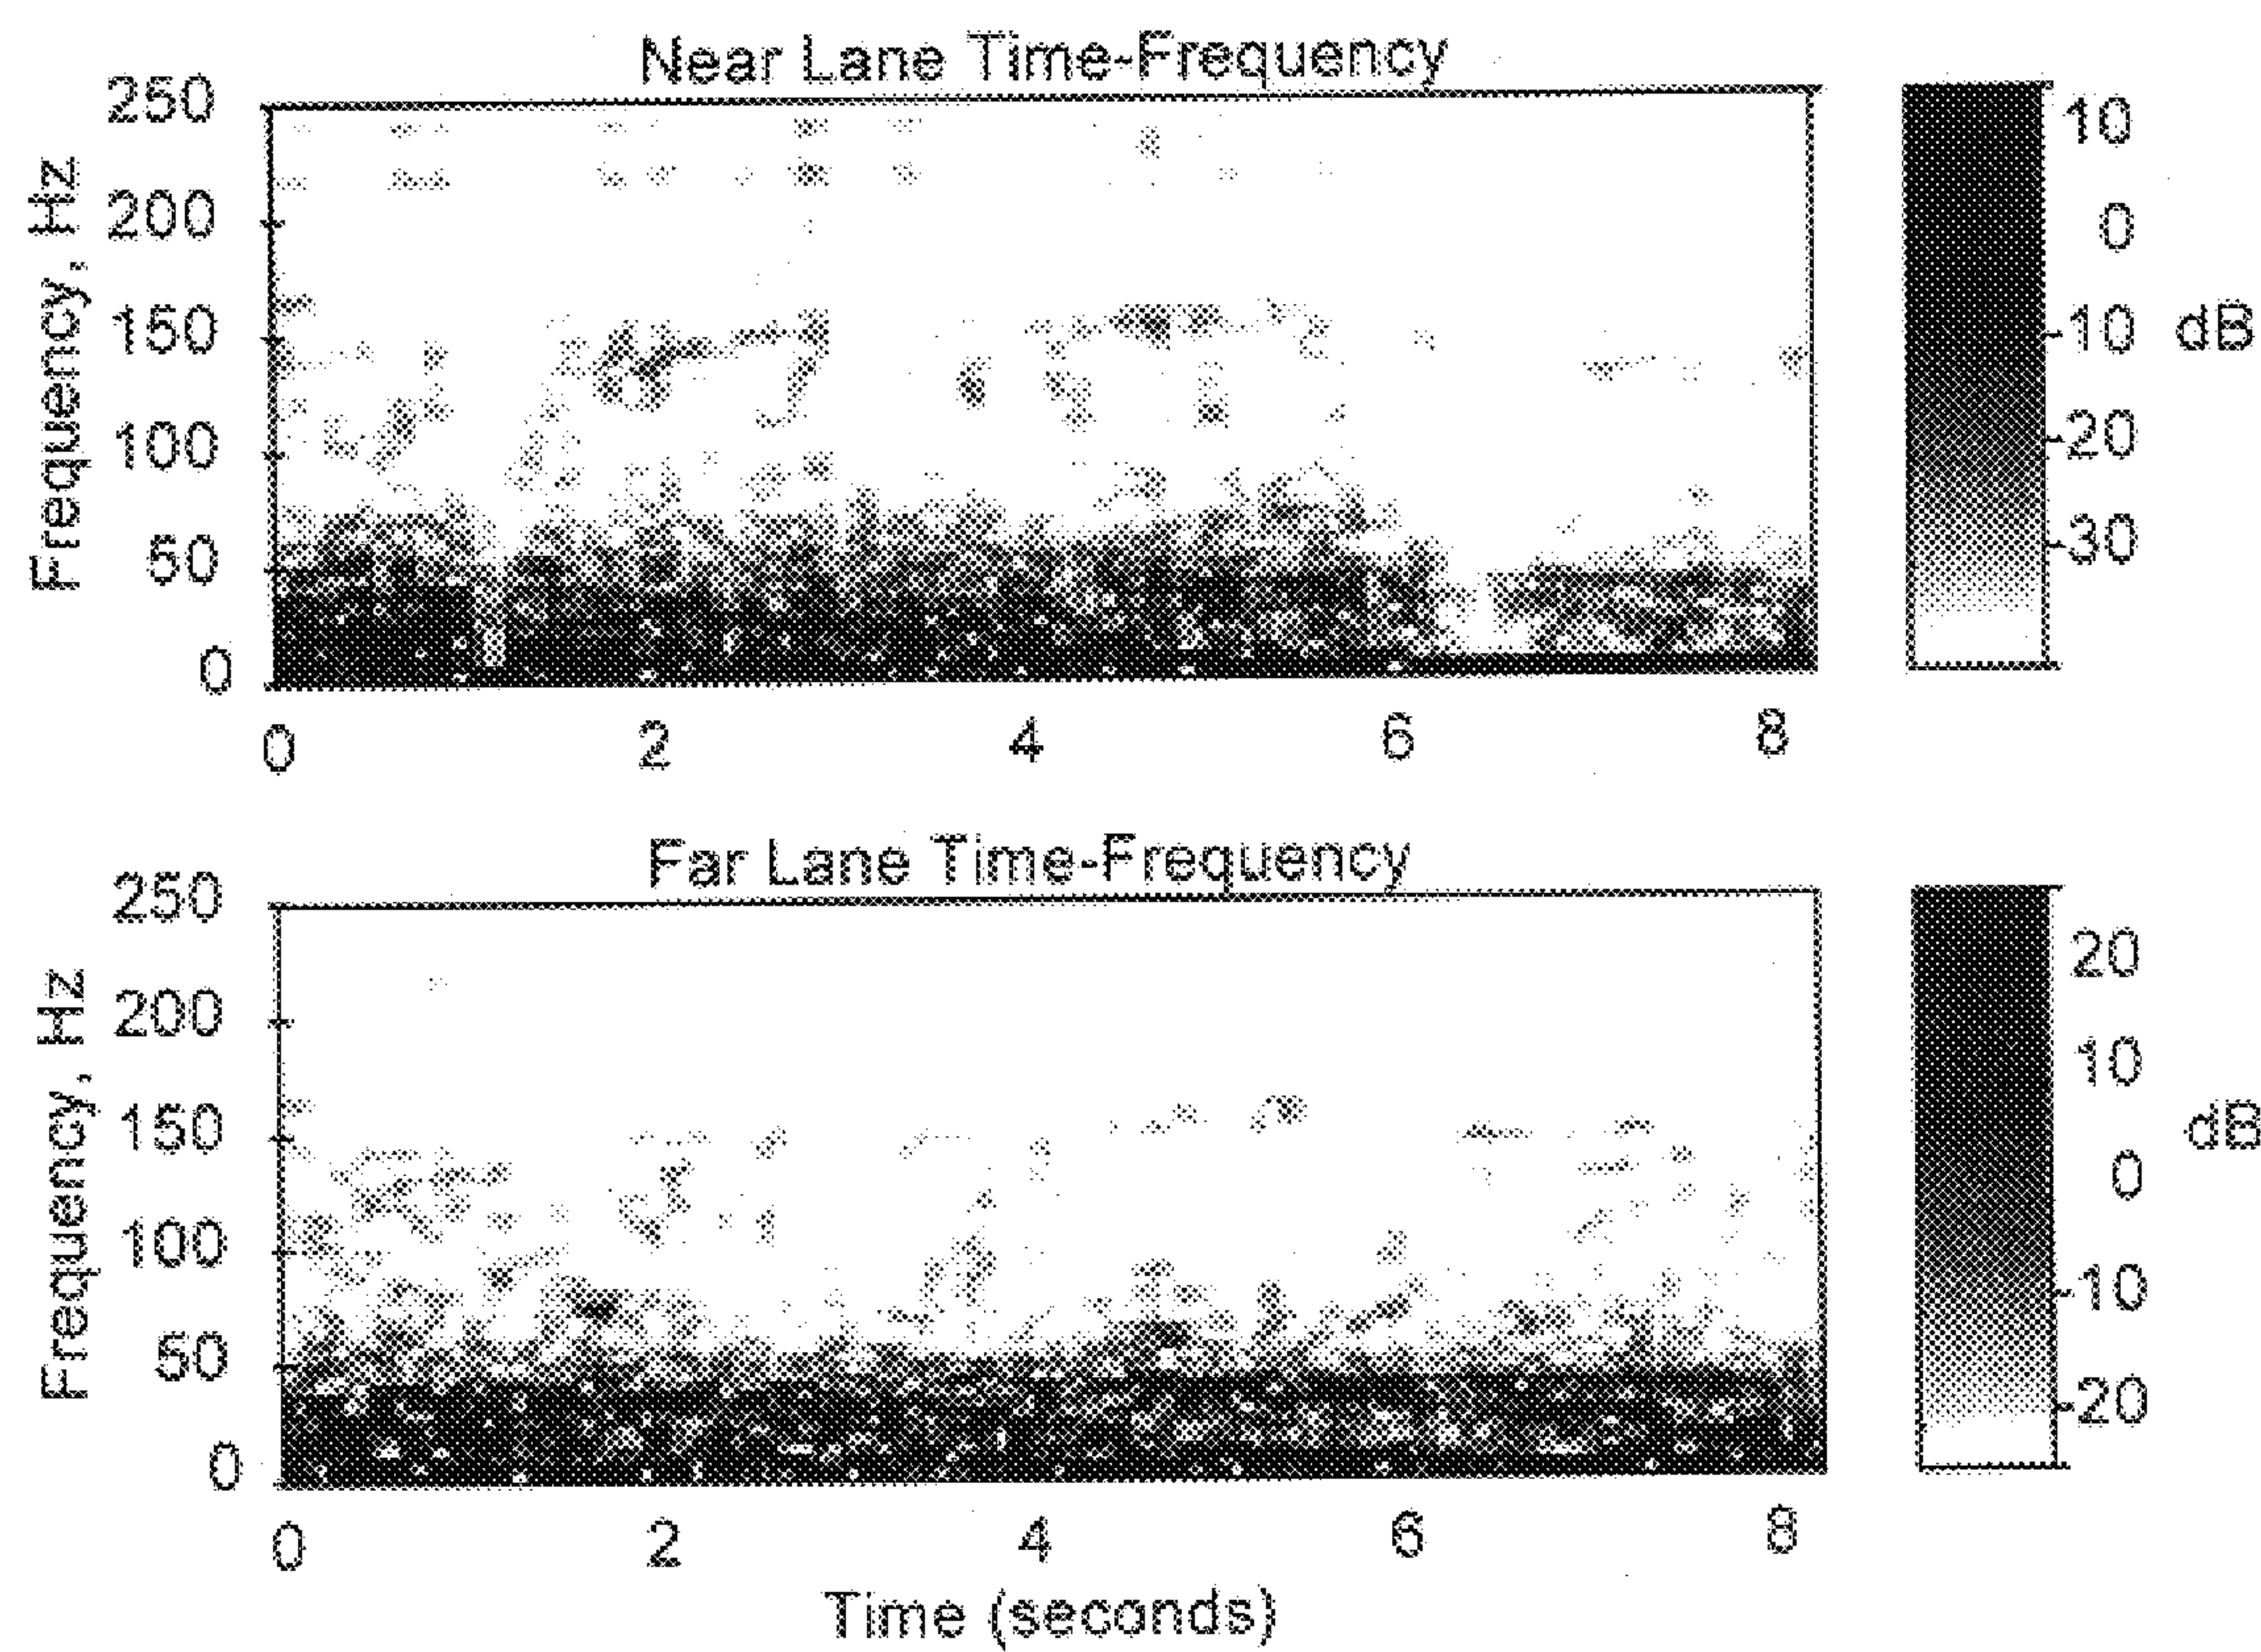 Near Lane Time-Frequency
Frequency, Hz
250
200
150
100
50
0
0 2 4 6 8
10
0
-10
-20
-30
dB
Far Lane Time-Frequency
Frequency, Hz
250
200
150
100
50
0
0 2 4 6 8
Time (seconds)
20
10
0
-10
-20
dB